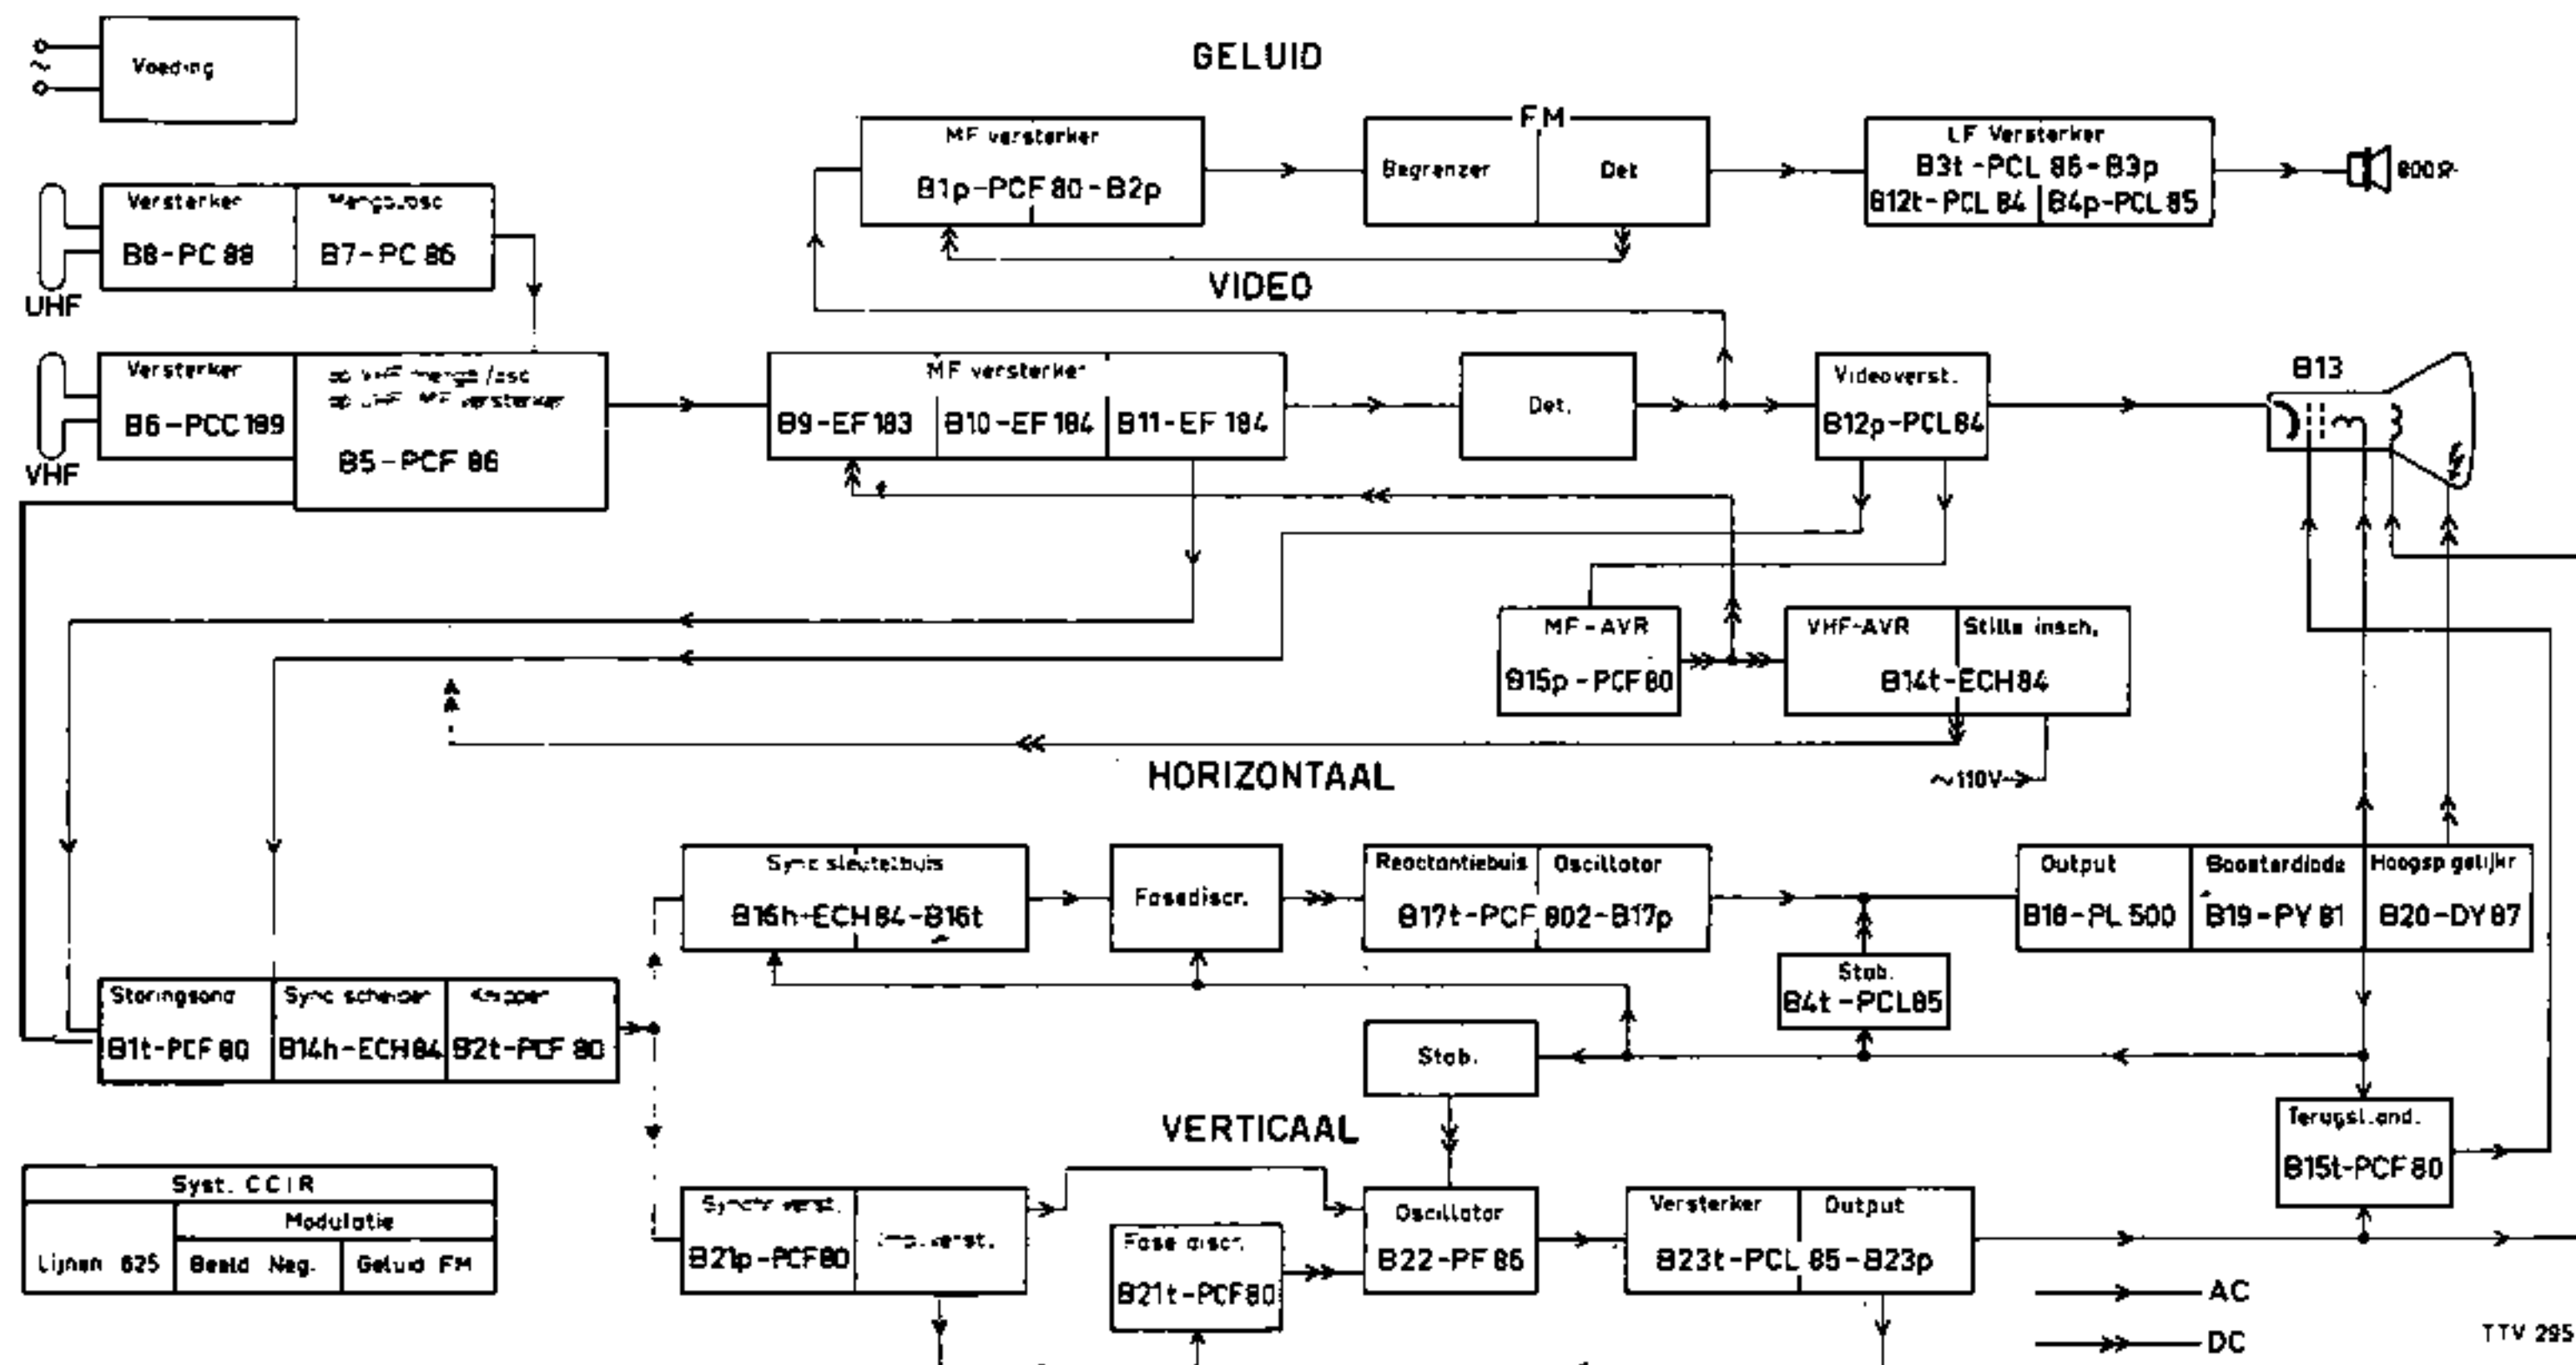 Voeding
GELUID
MF versterker
B1p-PCF 80-B2p
FM
Begrenzer
Det
LF Versterker
B3t-PCL 86-B3p
B12t-PCL 84
B4p-PCL 85
800Ω
Versterker
B8-PC 88
B7-PC 86
UHF
VIDEO
Versterker
B6-PCC 189
B5-PCF 86
VHF
MF versterker
B9-EF 183
B10-EF 184
B11-EF 184
Det.
Videoverst.
B12p-PCL 84
B13
MF-AVR
B15p-PCF 80
VHF-AVR
Stille insch.
B14t-ECH 84
~110V
HORIZONTAAL
Sync sleutelbuis
B16h-ECH 84-B16t
Fasediscr.
Reactantiebuis
Oscillator
B17t-PCF 802-B17p
Output
B18-PL 500
Boosterdiode
B19-PY 81
Hoogsp gelijkr
B20-DY 87
Stab.
B4t-PCL 85
Storingsond
B1t-PCF 80
Sync scheider
B14h-ECH 84
Knipper
B2t-PCF 80
Stab.
VERTICAAL
Terugsl.ond.
B15t-PCF 80
Syst. CCIR
Modulatie
Lijnen 625
Beeld Neg.
Geluid FM
Synchr verst.
B21p-PCF 80
Imp.verst.
Fase discr.
B21t-PCF 80
Oscillator
B22-PF 86
Versterker
Output
B23t-PCL 85-B23p
AC
DC
TTV 295